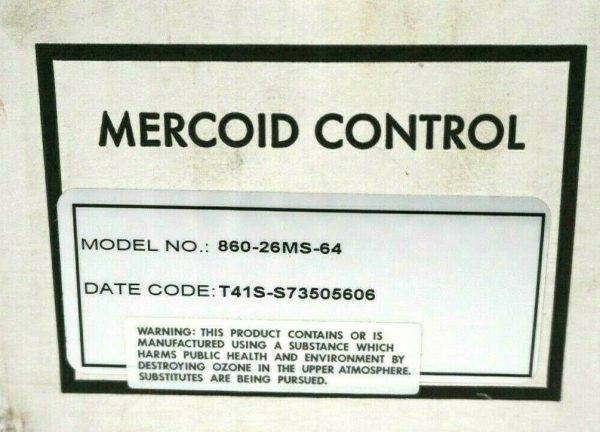 MERCOID CONTROL
MODEL NO.: 860-26MS-64
DATE CODE: T41S-S73505606
WARNING: THIS PRODUCT CONTAINS OR IS
MANUFACTURED USING A SUBSTANCE WHICH
HARMS PUBLIC HEALTH AND ENVIRONMENT BY
DESTROYING OZONE IN THE UPPER ATMOSPHERE.
SUBSTITUTES ARE BEING PURSUED.